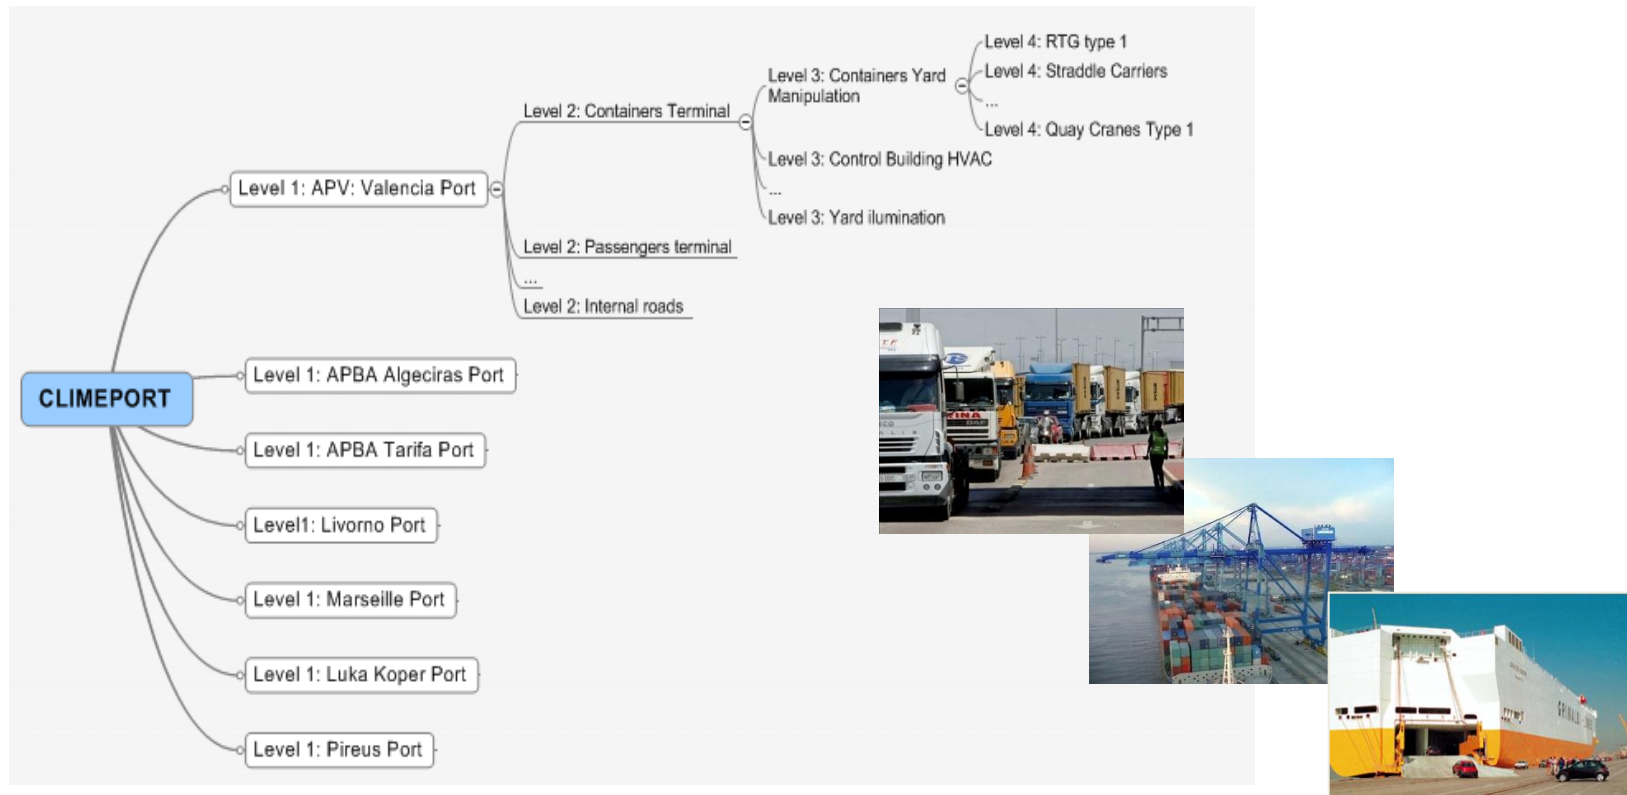 Level 4: RTG type 1
Level 3: Containers Yard
Manipulation
Level 4: Straddle Carriers
...
Level 4: Quay Cranes Type 1
Level 2: Containers Terminal
Level 3: Control Building HVAC
...
Level 3: Yard ilumination
Level 1: APV: Valencia Port
Level 2: Passengers terminal
...
Level 2: Internal roads
CLIMEPORT
Level 1: APBA Algeciras Port
Level 1: APBA Tarifa Port
Level1: Livorno Port
Level 1: Marseille Port
Level 1: Luka Koper Port
Level 1: Pireus Port
T.F.
DAF
GRIMALDI